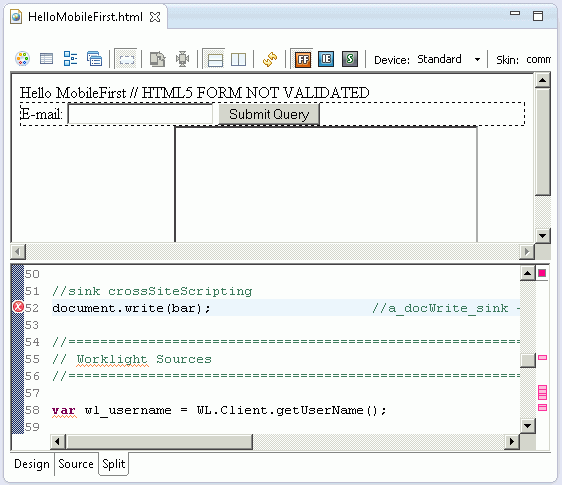 HelloMobileFirst.html
FF IE S Device: Standard Skin: comm
Hello MobileFirst // HTML5 FORM NOT VALIDATED
E-mail: Submit Query
50
51 //sink crossSiteScripting
52 document.write(bar); //a_docWrite_sink -
53
54 //=======================================================
55 // Worklight Sources
56 //=======================================================
57
58 var wl_username = WL.Client.getUserName();
59
Design Source Split